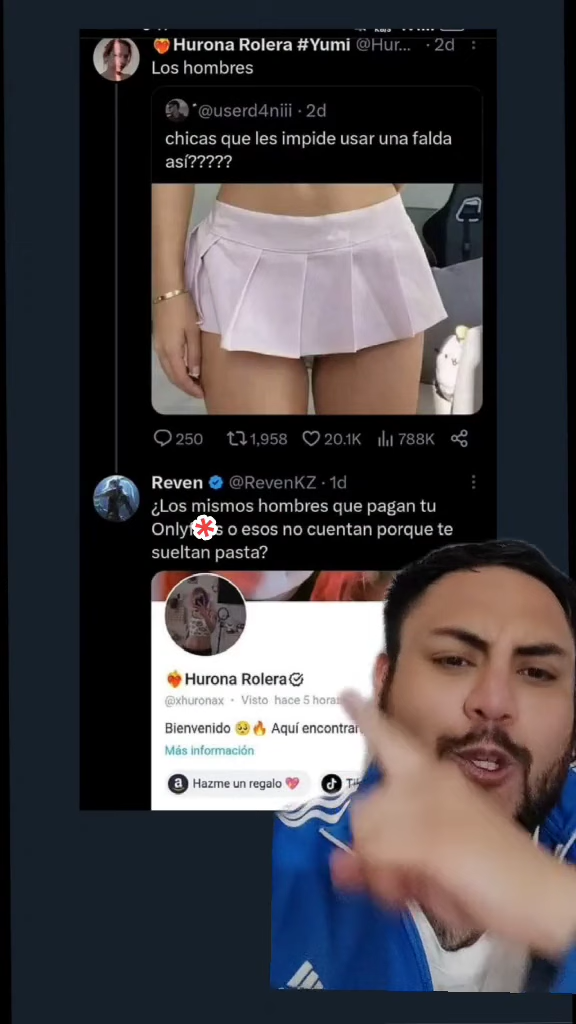 Hurona Rolera #Yumi @Hur... · 2d
Los hombres
@userd4niii · 2d
chicas que les impide usar una falda
así?????
250 1,958 20.1K 788K
Reven @RevenKZ · 1d
¿Los mismos hombres que pagan tu
Onlyf*s o esos no cuentan porque te
sueltan pasta?
Hurona Rolera
@xhuronax · Visto hace 5 horas
Bienvenido 🥺🔥 Aquí encontrar
Más información
Hazme un regalo 💖 Tik